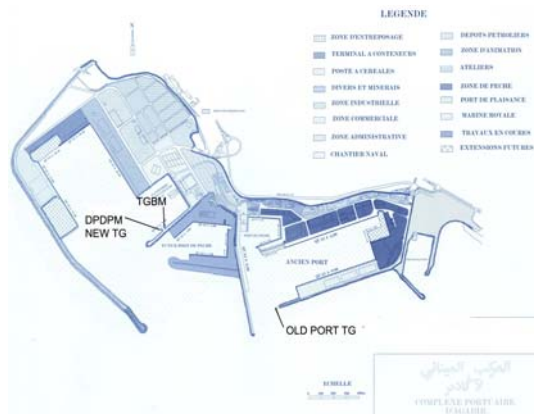 LEGENDE
ZONE D'ENTREPOSAGE
TERMINAL A CONTENEURS
POSTE A CEREALES
DIVERS ET MINERAIS
ZONE INDUSTRIELLE
ZONE COMMERCIALE
ZONE ADMINISTRATIVE
CHANTIER NAVAL
DEPOTS PETROLIERS
ZONE D'ANIMATION
ATELIERS
ZONE DE PECHE
PORT DE PLAISANCE
MARINE ROYALE
TRAVAUX EN COURES
EXTENSIONS FUTURES
TGBM
DPDPM
NEW TG
ANCIEN PORT
OLD PORT TG
ECHELLE
COMPLEXE PORTUAIRE
D'AGADIR